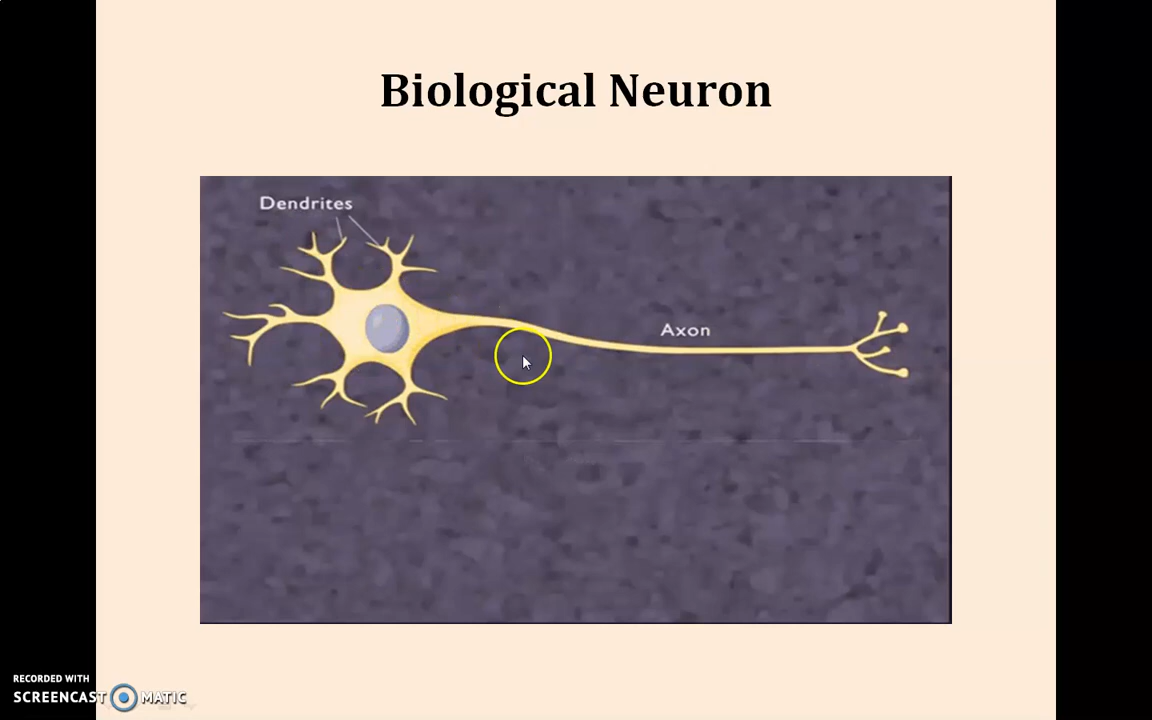 Biological Neuron
Dendrites
Axon
RECORDED WITH
SCREENCAST MATIC